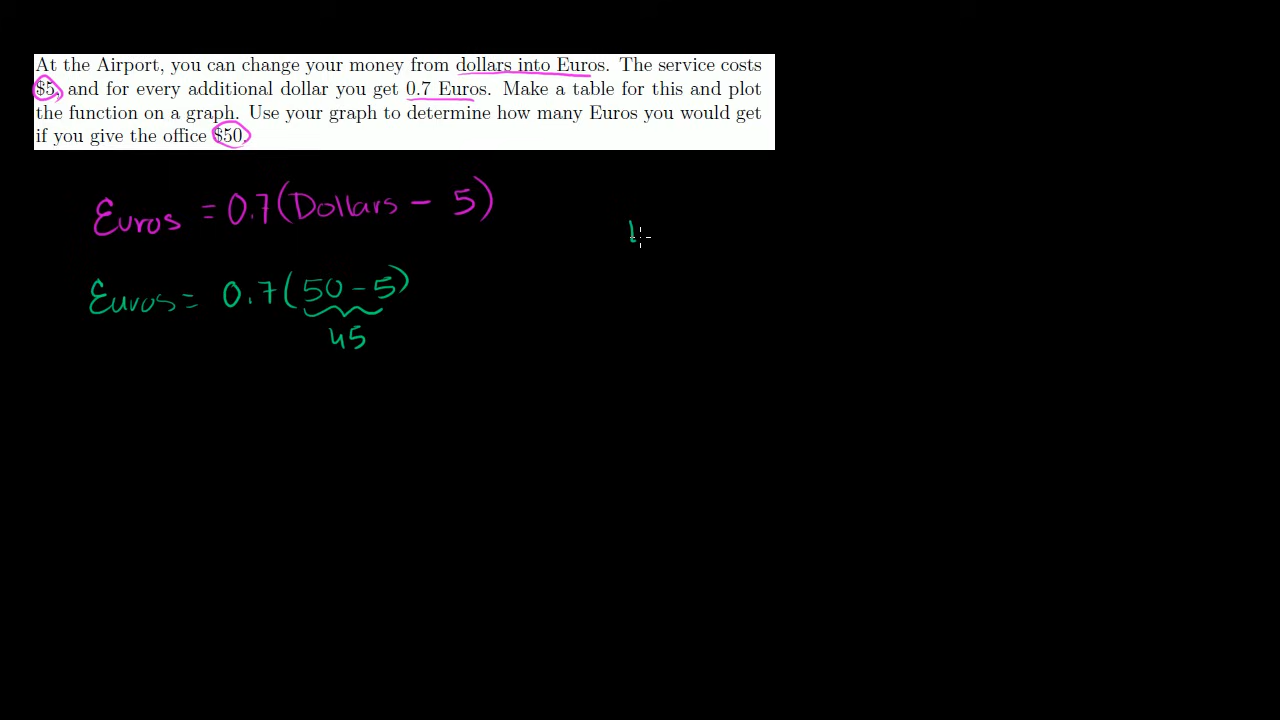 At the Airport, you can change your money from dollars into Euros. The service costs
$5, and for every additional dollar you get 0.7 Euros. Make a table for this and plot
the function on a graph. Use your graph to determine how many Euros you would get
if you give the office $50.
Euros = 0.7(Dollars - 5)
Euros = 0.7(50 - 5)
45